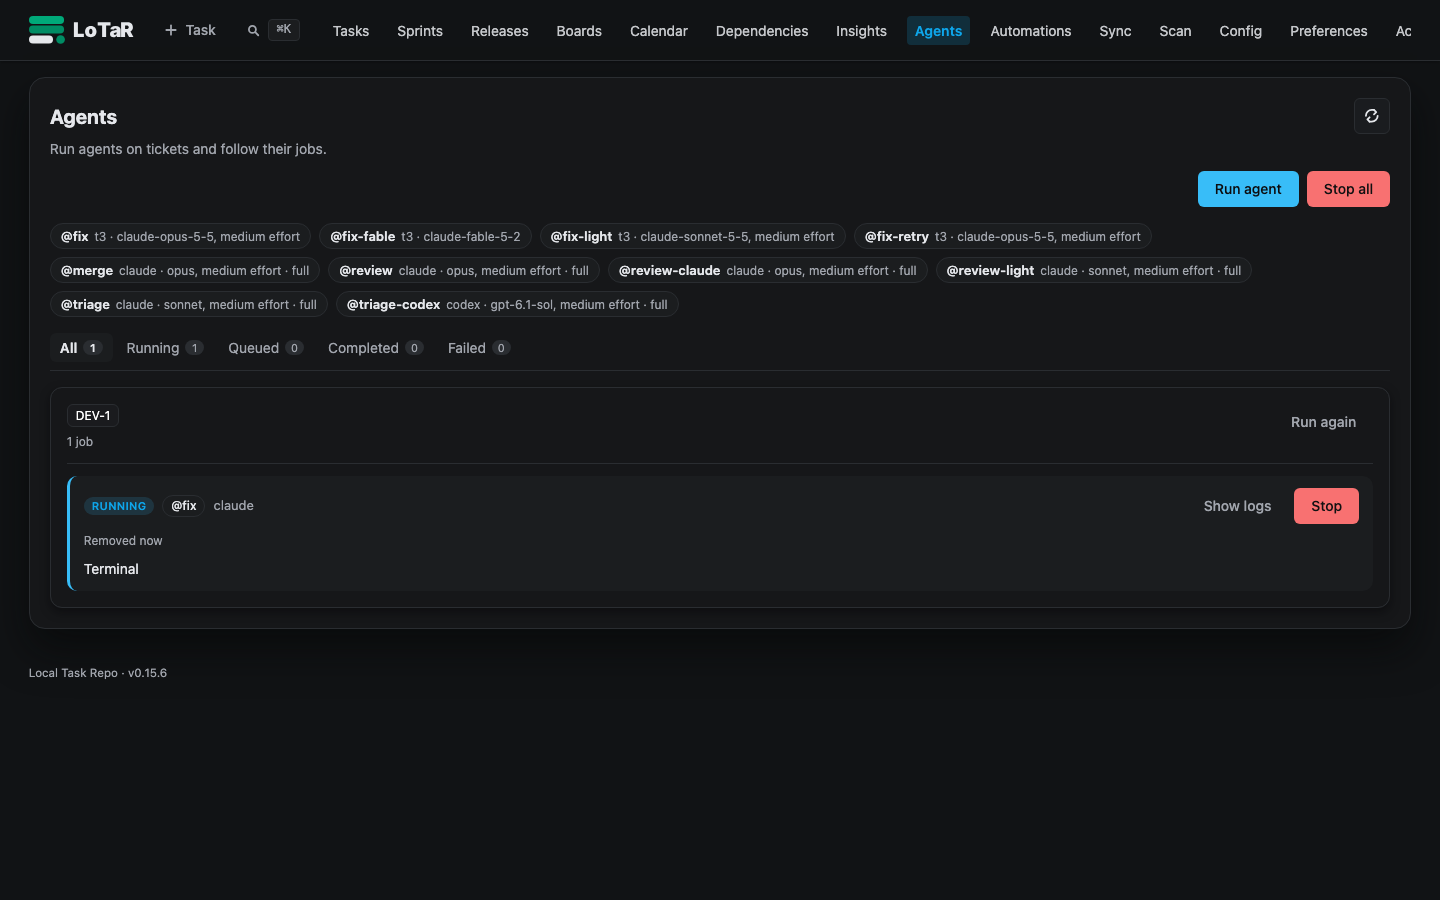 LoTaR + Task ⌘K Tasks Sprints Releases Boards Calendar Dependencies Insights Agents Automations Sync Scan Config Preferences Ac
Agents
Run agents on tickets and follow their jobs.
Run agent Stop all
@fix t3 · claude-opus-5-5, medium effort @fix-fable t3 · claude-fable-5-2 @fix-light t3 · claude-sonnet-5-5, medium effort @fix-retry t3 · claude-opus-5-5, medium effort
@merge claude · opus, medium effort · full @review claude · opus, medium effort · full @review-claude claude · opus, medium effort · full @review-light claude · sonnet, medium effort · full
@triage claude · sonnet, medium effort · full @triage-codex codex · gpt-6.1-sol, medium effort · full
All 1 Running 1 Queued 0 Completed 0 Failed 0
DEV-1
1 job
Run again
RUNNING @fix claude Show logs Stop
Removed now
Terminal
Local Task Repo · v0.15.6